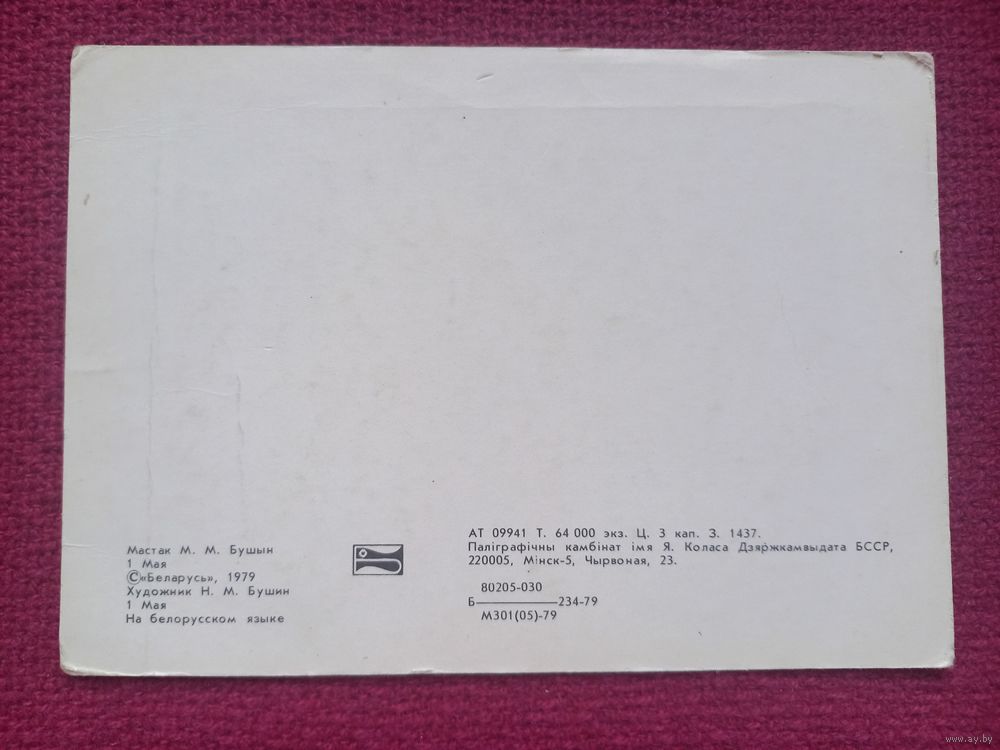 Мастак М. М. Бушын
1 Мая
©«Беларусь», 1979
Художник Н. М. Бушин
1 Мая
На белорусском языке
АТ 09941 Т. 64 000 экз. Ц. 3 кап. З. 1437.
Паліграфічны камбінат імя Я. Коласа Дзяржкамвыдата БССР,
220005, Мінск-5, Чырвоная, 23.
80205-030
Б————234-79
М301(05)-79
www.ay.by